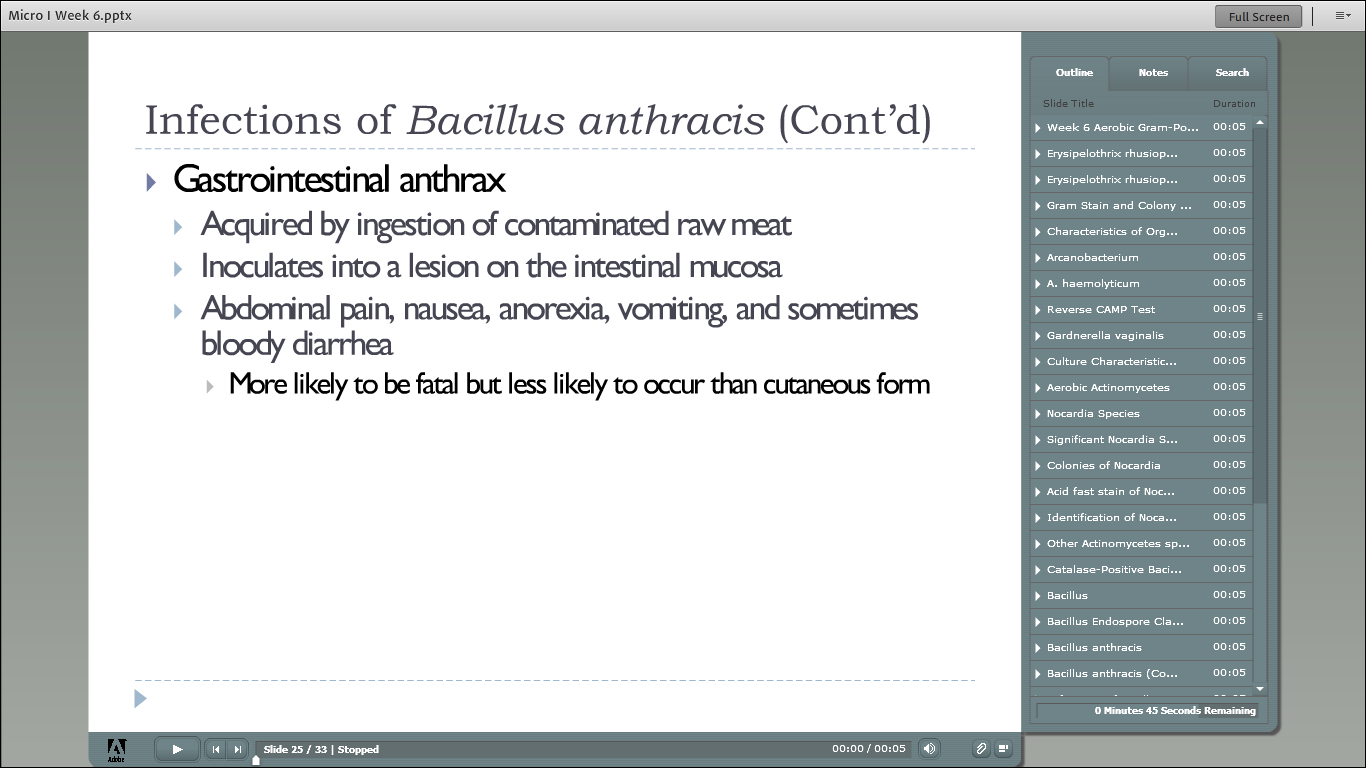 Micro I Week 6.pptx
Full Screen
Infections of Bacillus anthracis (Cont’d)
Gastrointestinal anthrax
Acquired by ingestion of contaminated raw meat
Inoculates into a lesion on the intestinal mucosa
Abdominal pain, nausea, anorexia, vomiting, and sometimes
bloody diarrhea
More likely to be fatal but less likely to occur than cutaneous form
Outline Notes Search
Slide Title Duration
Week 6 Aerobic Gram-Po... 00:05
Erysipelothrix rhusiop... 00:05
Erysipelothrix rhusiop... 00:05
Gram Stain and Colony ... 00:05
Characteristics of Org... 00:05
Arcanobacterium 00:05
A. haemolyticum 00:05
Reverse CAMP Test 00:05
Gardnerella vaginalis 00:05
Culture Characteristic... 00:05
Aerobic Actinomycetes 00:05
Nocardia Species 00:05
Significant Nocardia S... 00:05
Colonies of Nocardia 00:05
Acid fast stain of Noc... 00:05
Identification of Noca... 00:05
Other Actinomycetes sp... 00:05
Catalase-Positive Baci... 00:05
Bacillus 00:05
Bacillus Endospore Cla... 00:05
Bacillus anthracis 00:05
Bacillus anthracis (Co... 00:05
0 Minutes 45 Seconds Remaining
Adobe
Slide 25 / 33 | Stopped
00:00 / 00:05